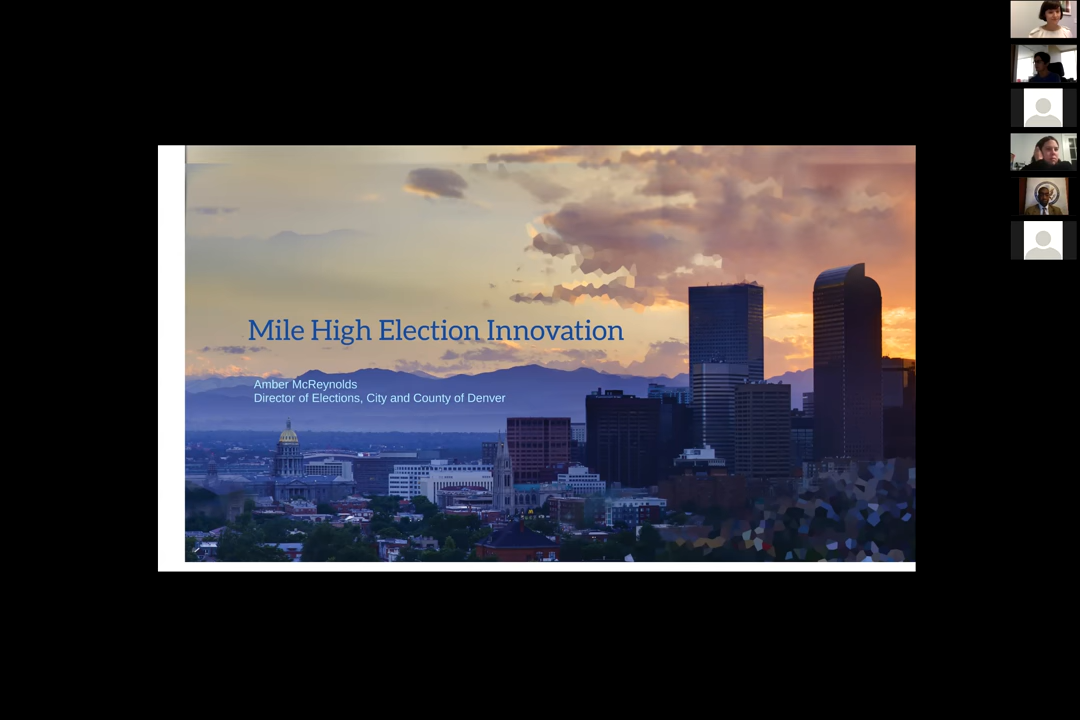 Mile High Election Innovation
Amber McReynolds
Director of Elections, City and County of Denver